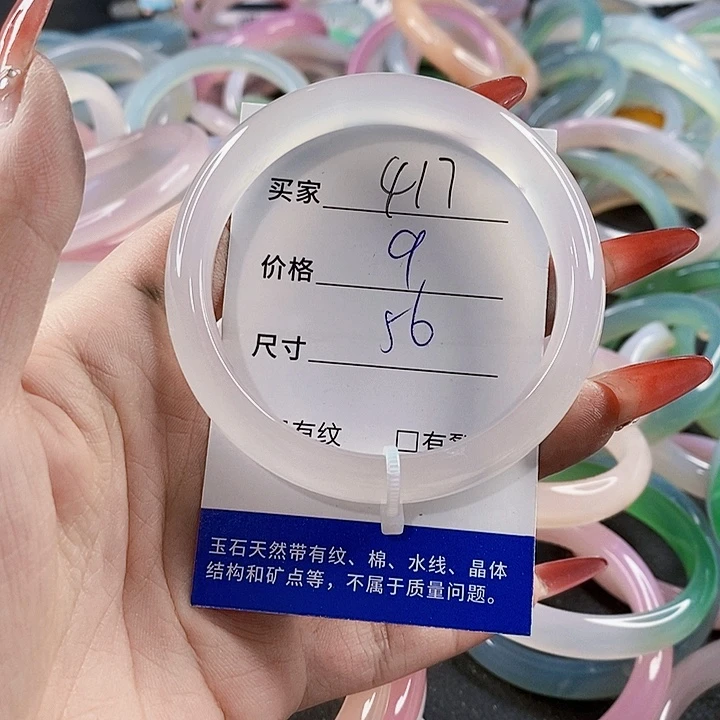 买家 417
价格 9
尺寸 56
有纹 □有裂
玉石天然带有纹、棉、水线、晶体
结构和矿点等，不属于质量问题。